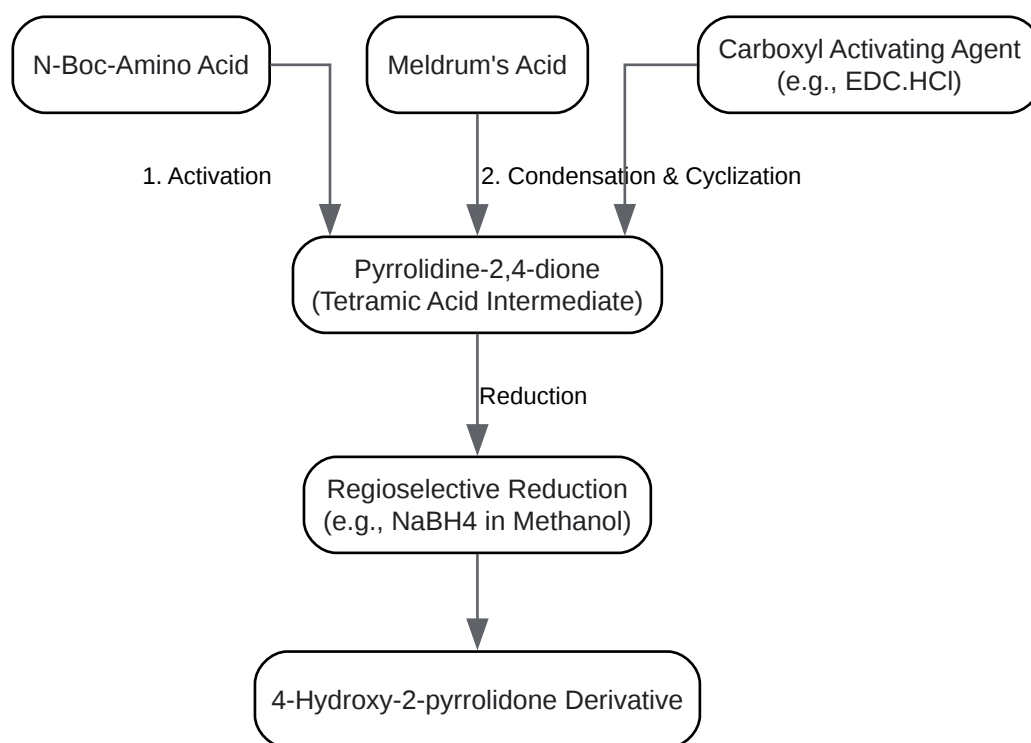 N-Boc-Amino Acid
Meldrum's Acid
Carboxyl Activating Agent
(e.g., EDC.HCl)
1. Activation
2. Condensation & Cyclization
Pyrrolidine-2,4-dione
(Tetramic Acid Intermediate)
Reduction
Regioselective Reduction
(e.g., NaBH4 in Methanol)
4-Hydroxy-2-pyrrolidone Derivative